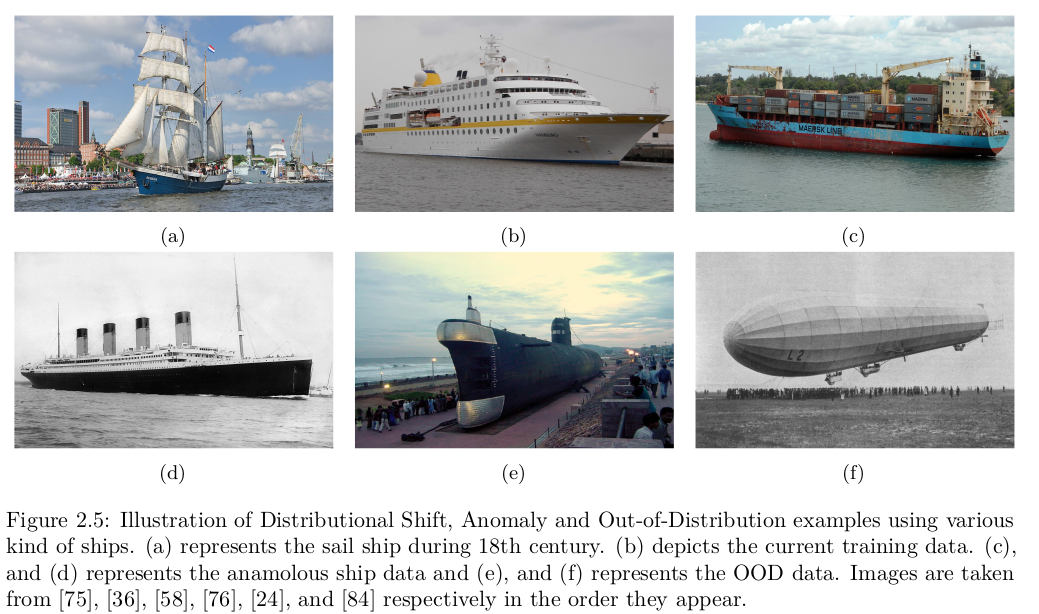 MAERSK LINE
(a)
(b)
(c)
L 2
(d)
(e)
(f)
Figure 2.5: Illustration of Distributional Shift, Anomaly and Out-of-Distribution examples using various
kind of ships. (a) represents the sail ship during 18th century. (b) depicts the current training data. (c),
and (d) represents the anamolous ship data and (e), and (f) represents the OOD data. Images are taken
from [75], [36], [58], [76], [24], and [84] respectively in the order they appear.